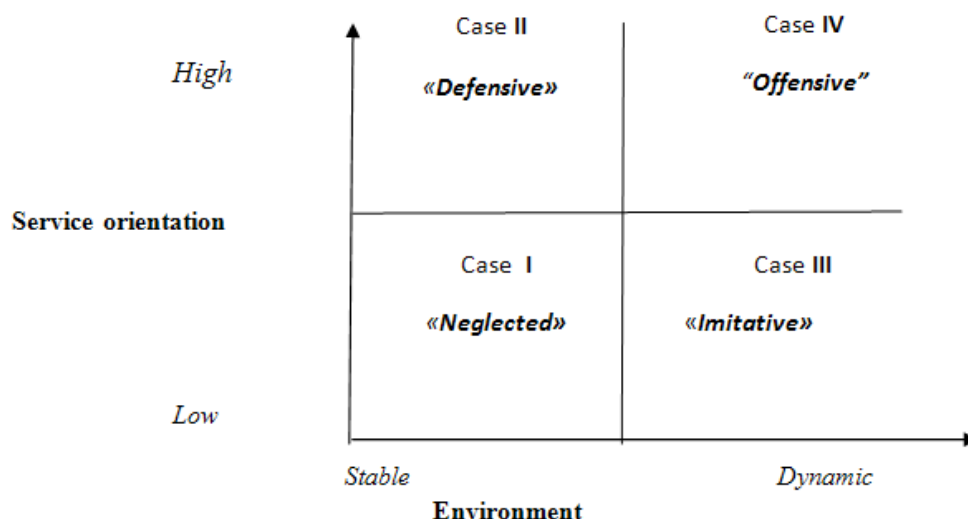 Case II
Case IV
High
«Defensive»
“Offensive”
Service orientation
Case I
Case III
«Neglected»
«Imitative»
Low
Stable
Dynamic
Environment